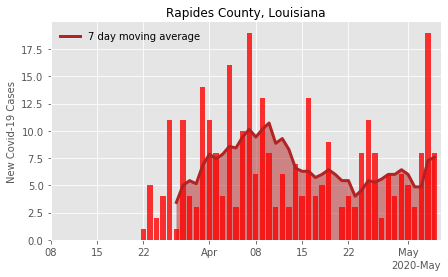 Rapides County, Louisiana
7 day moving average
New Covid-19 Cases
17.5
15.0
12.5
10.0
7.5
5.0
2.5
0.0
08 15 22 Apr 08 15 22 May
2020-May